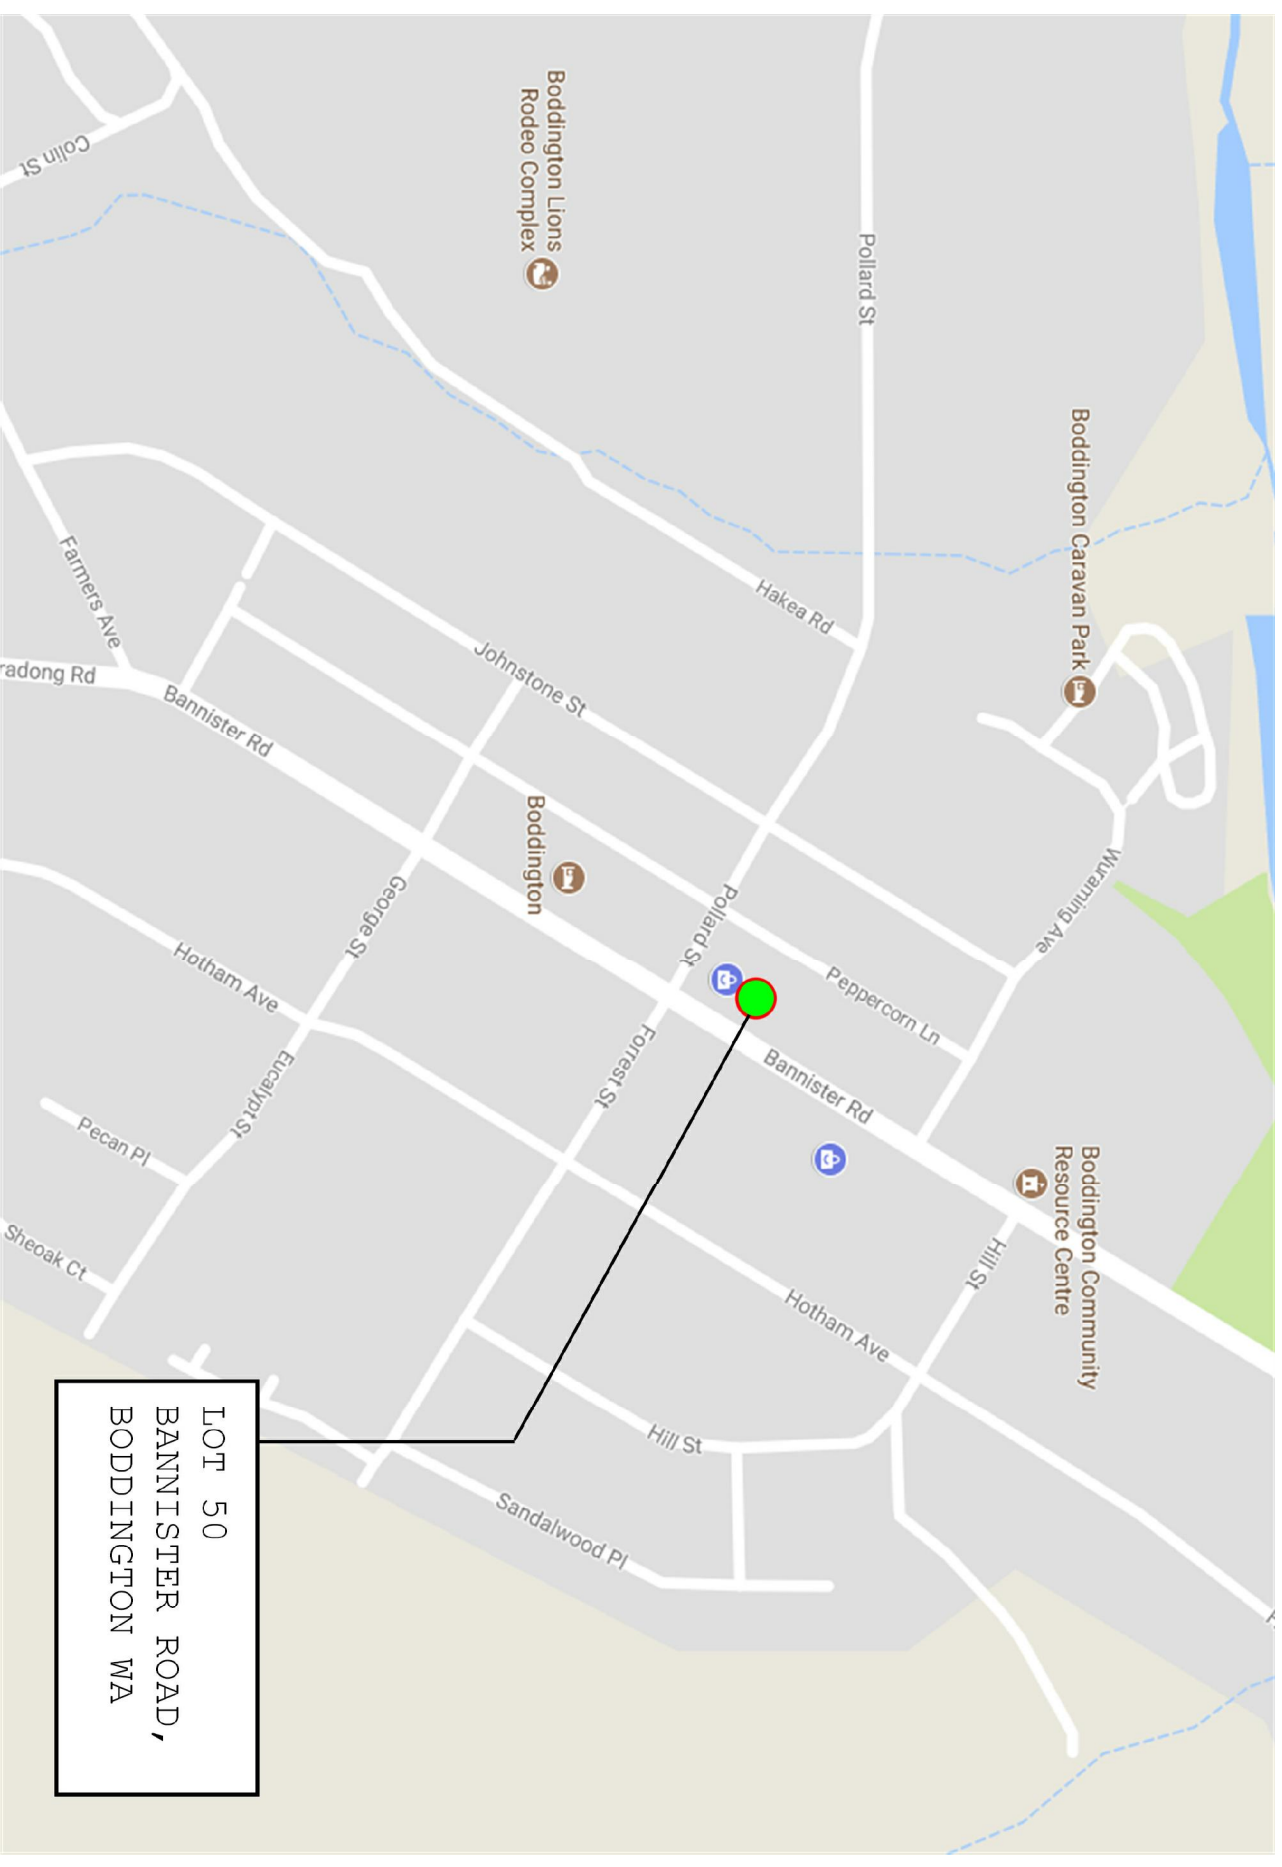 Boddington Caravan Park
Wuraming Ave
Boddington Community
Resource Centre
Hill St
Pollard St
Peppercorn Ln
Hotham Ave
Bannister Rd
Hakea Rd
Pollard St
Hill St
Forrest St
Boddington Lions
Rodeo Complex
Sandalwood Pl
Johnstone St
Boddington
George St
Eucalypt St
Hotham Ave
Bannister Rd
LOT 50
BANNISTER ROAD,
BODDINGTON WA
Pecan Pl
Farmers Ave
Colin St
radong Rd
Sheoak Ct